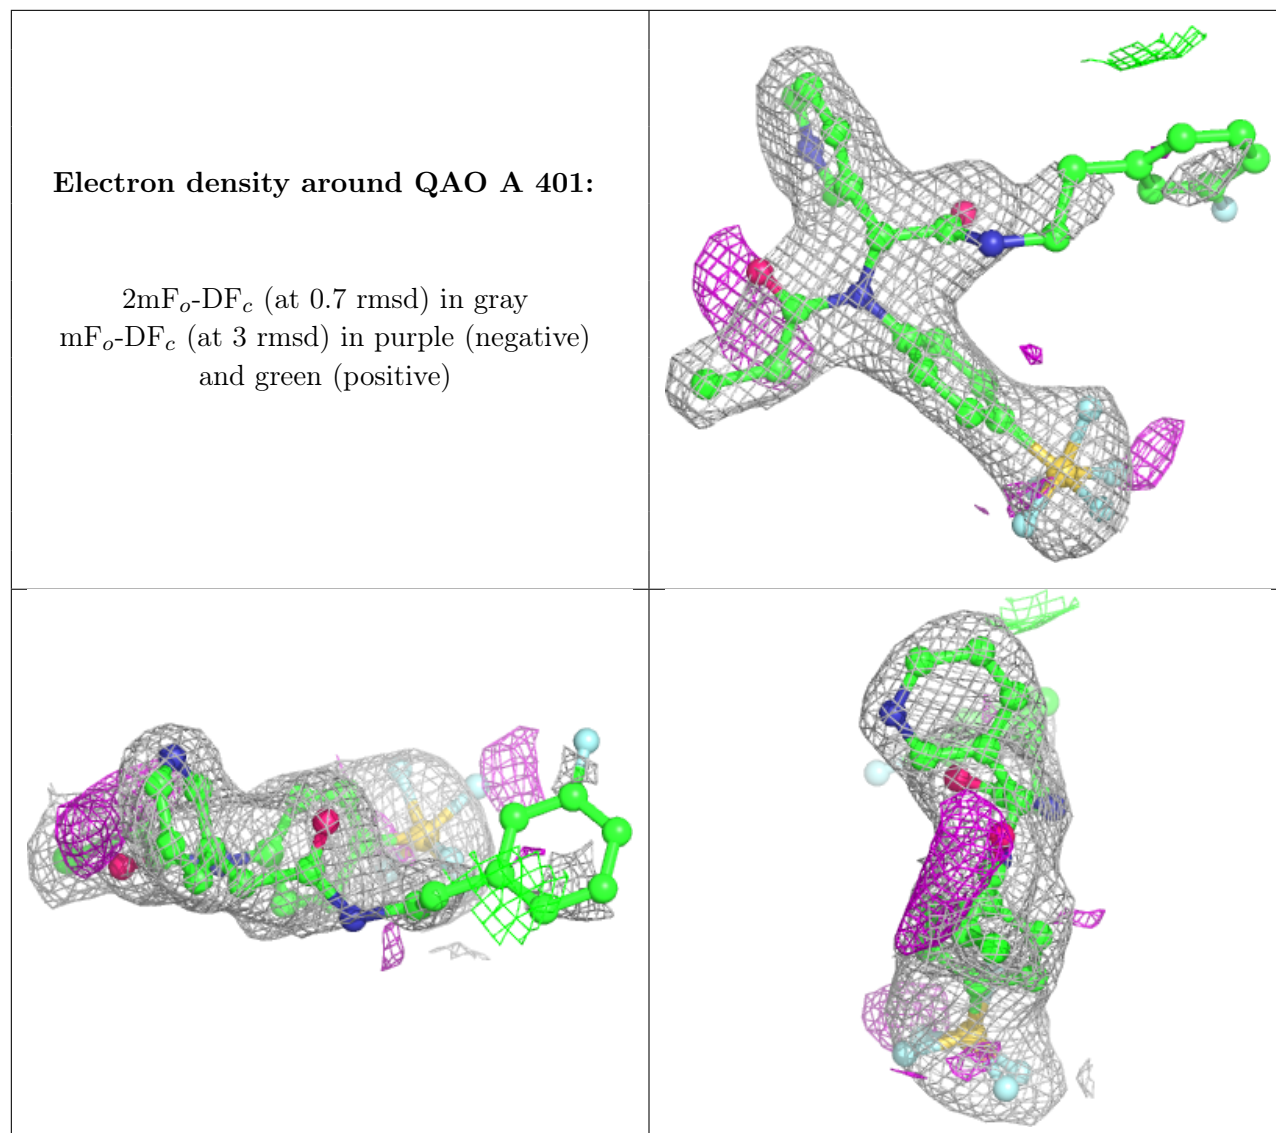 Electron density around QAO A 401:
2mFo-DFc (at 0.7 rmsd) in gray
mFo-DFc (at 3 rmsd) in purple (negative)
and green (positive)